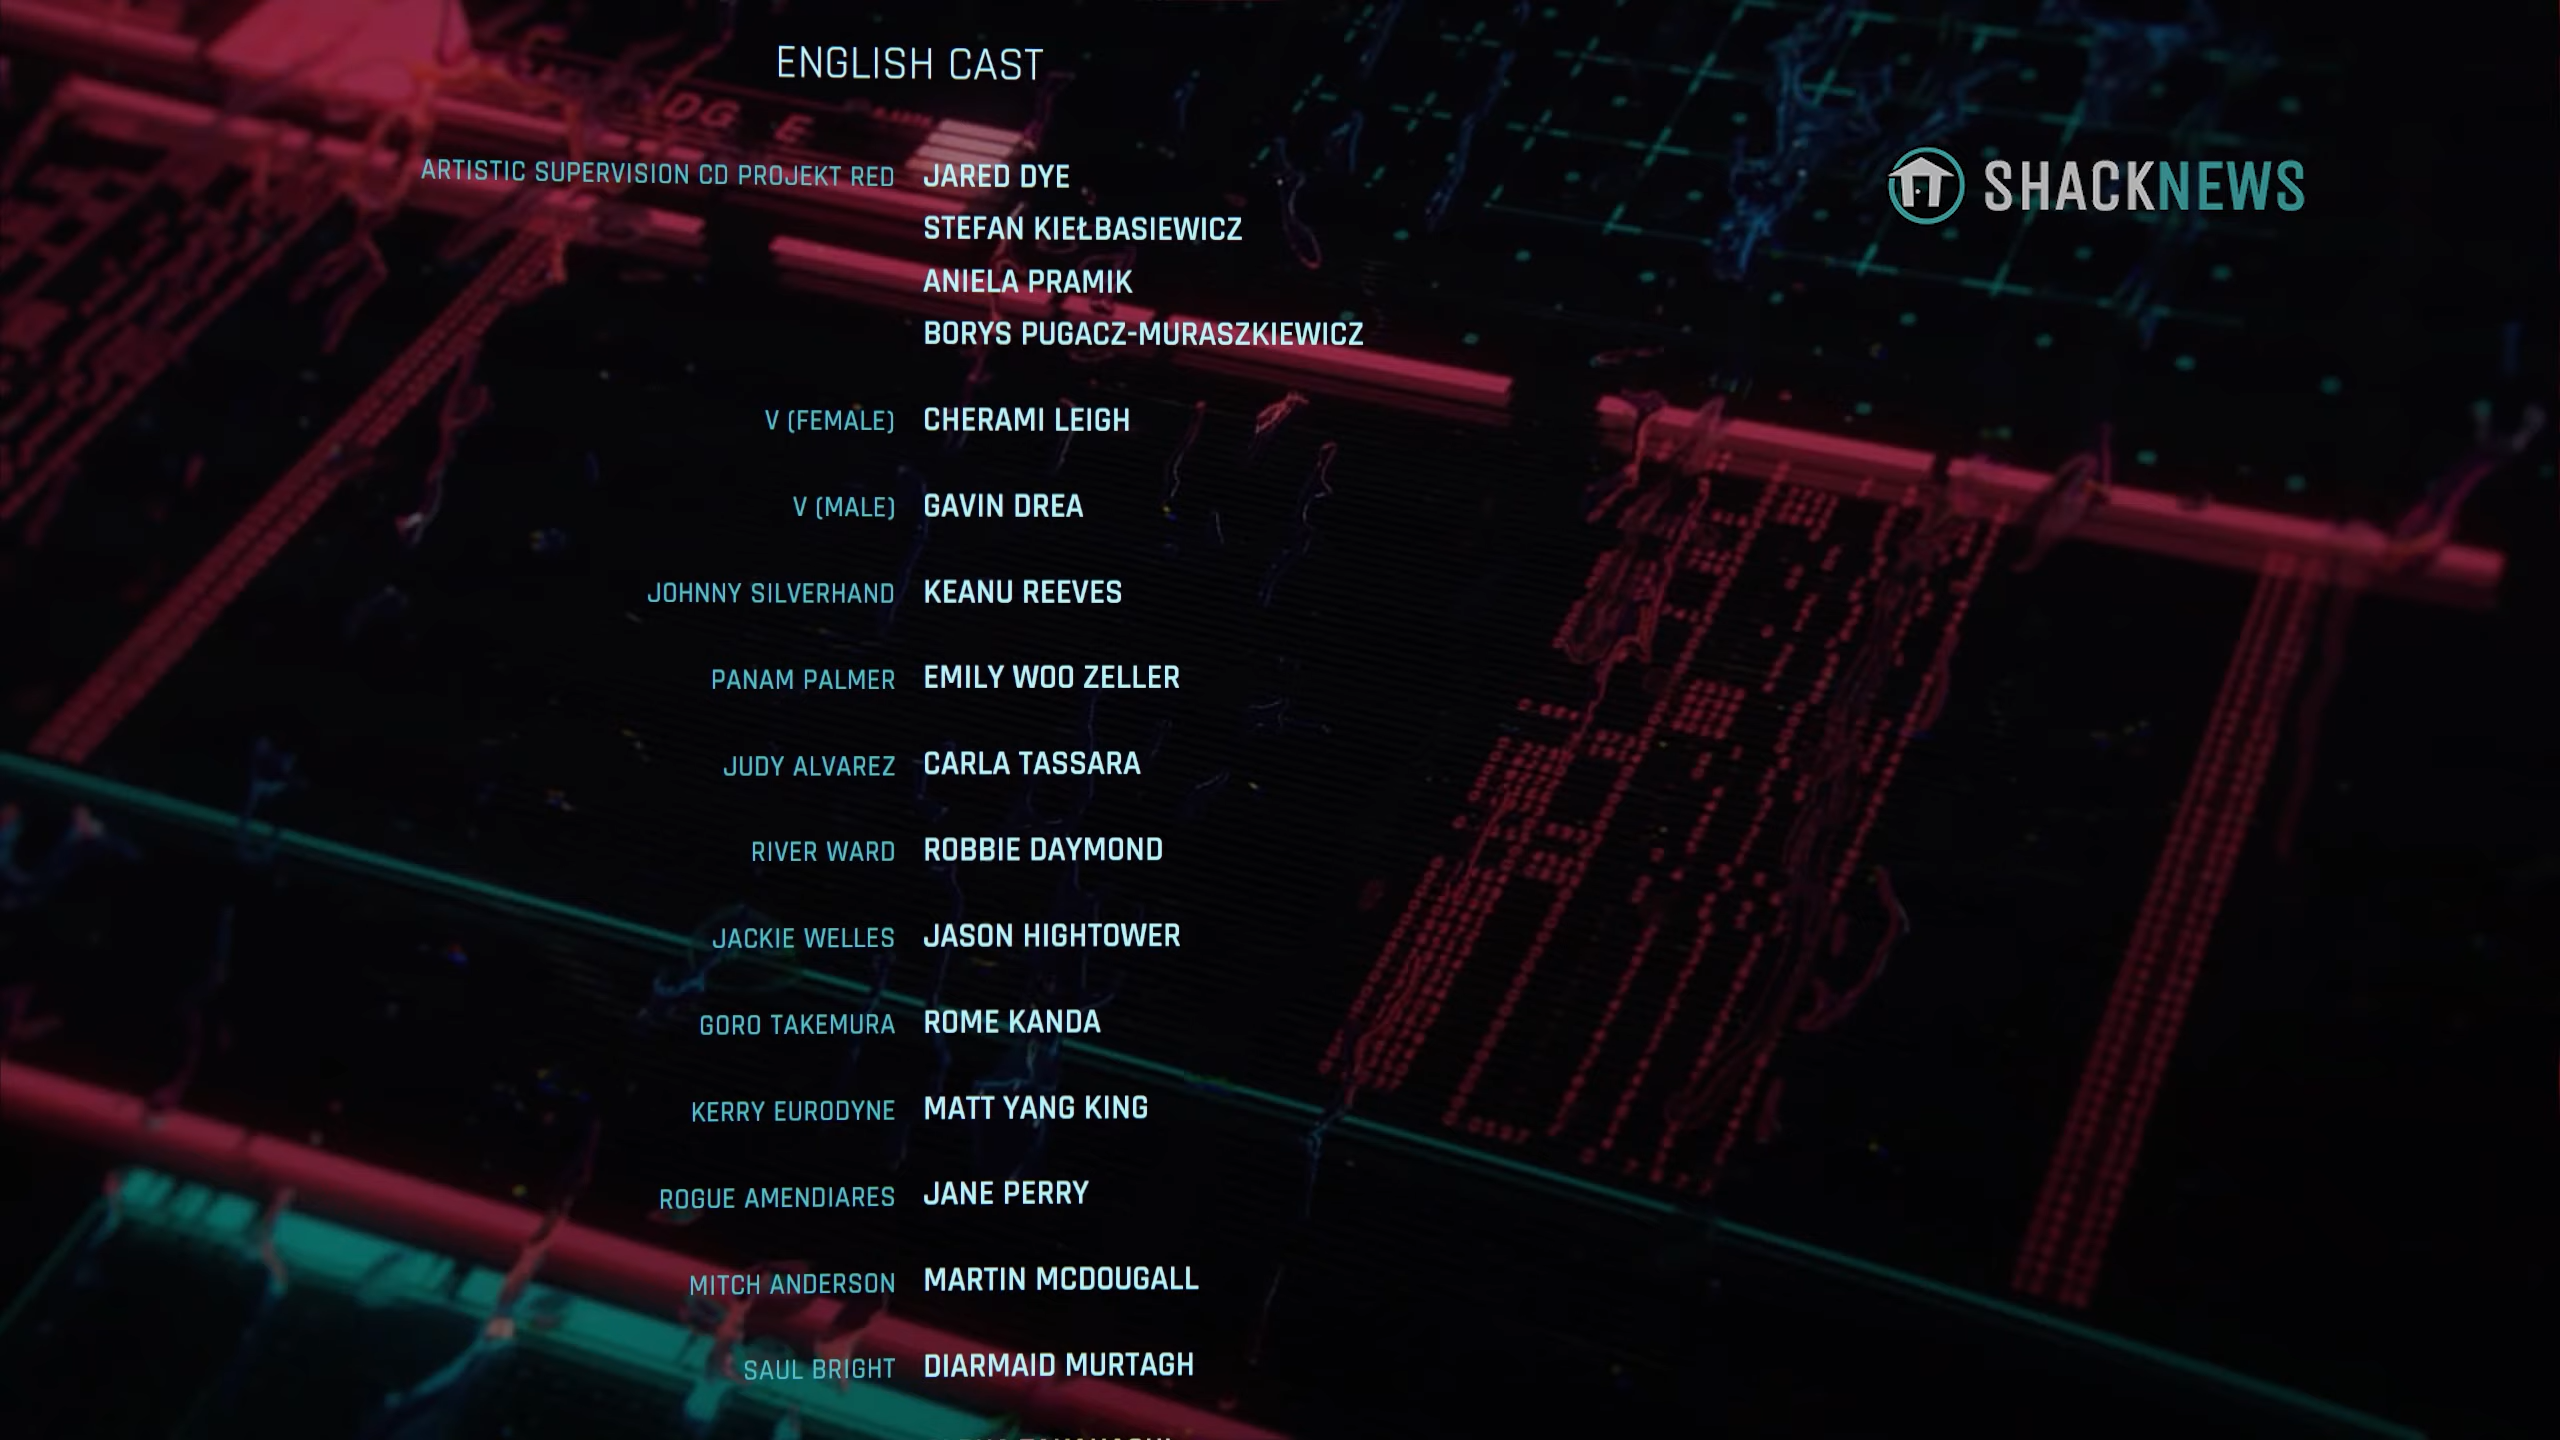 ENGLISH CAST
ARTISTIC SUPERVISION CD PROJEKT RED JARED DYE
STEFAN KIEŁBASIEWICZ
ANIELA PRAMIK
BORYS PUGACZ-MURASZKIEWICZ
V (FEMALE) CHERAMI LEIGH
V (MALE) GAVIN DREA
JOHNNY SILVERHAND KEANU REEVES
PANAM PALMER EMILY WOO ZELLER
JUDY ALVAREZ CARLA TASSARA
RIVER WARD ROBBIE DAYMOND
JACKIE WELLES JASON HIGHTOWER
GORO TAKEMURA ROME KANDA
KERRY EURODYNE MATT YANG KING
ROGUE AMENDIARES JANE PERRY
MITCH ANDERSON MARTIN MCDOUGALL
SAUL BRIGHT DIARMAID MURTAGH
SHACKNEWS